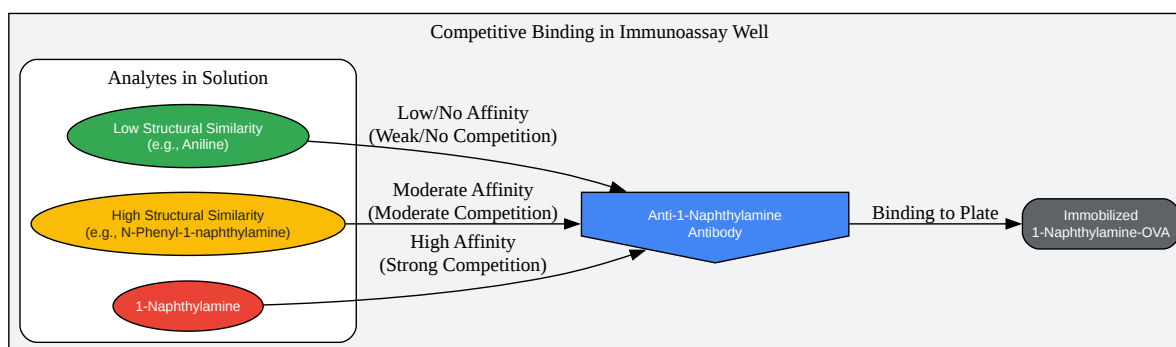 Competitive Binding in Immunoassay Well
Analytes in Solution
Low Structural Similarity
(e.g., Aniline)
Low/No Affinity
(Weak/No Competition)
High Structural Similarity
(e.g., N-Phenyl-1-naphthylamine)
Moderate Affinity
(Moderate Competition)
1-Naphthylamine
High Affinity
(Strong Competition)
Anti-1-Naphthylamine
Antibody
Binding to Plate
Immobilized
1-Naphthylamine-OVA